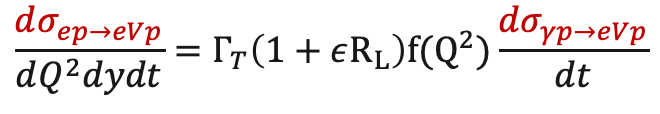 dσ_{ep→eVp} / dQ²dydt = Γ_T(1 + ϵR_L)f(Q²) dσ_{γp→eVp} / dt